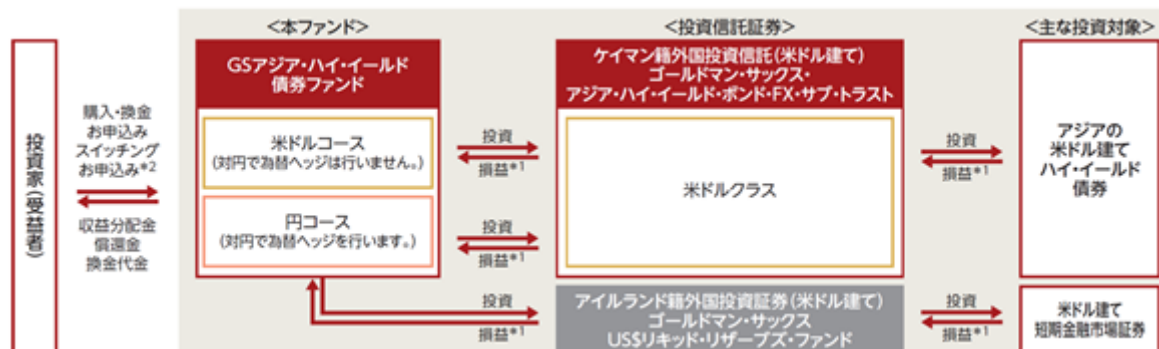 <本ファンド>
<投資信託証券>
<主な投資対象>
投資家(受益者)
購入・換金
お申込み
スイッチング
お申込み*2
収益分配金
償還金
換金代金
GSアジア・ハイ・イールド
債券ファンド
米ドルコース
(対円で為替ヘッジは行いません。)
円コース
(対円で為替ヘッジを行います。)
投資
損益*1
投資
損益*1
投資
損益*1
ケイマン籍外国投資信託(米ドル建て)
ゴールドマン・サックス・
アジア・ハイ・イールド・ボンド・FX・サブ・トラスト
米ドルクラス
アイルランド籍外国投資証券(米ドル建て)
ゴールドマン・サックス
US$リキッド・リザーブズ・ファンド
投資
損益*1
投資
損益*1
アジアの
米ドル建て
ハイ・イールド
債券
米ドル建て
短期金融市場証券